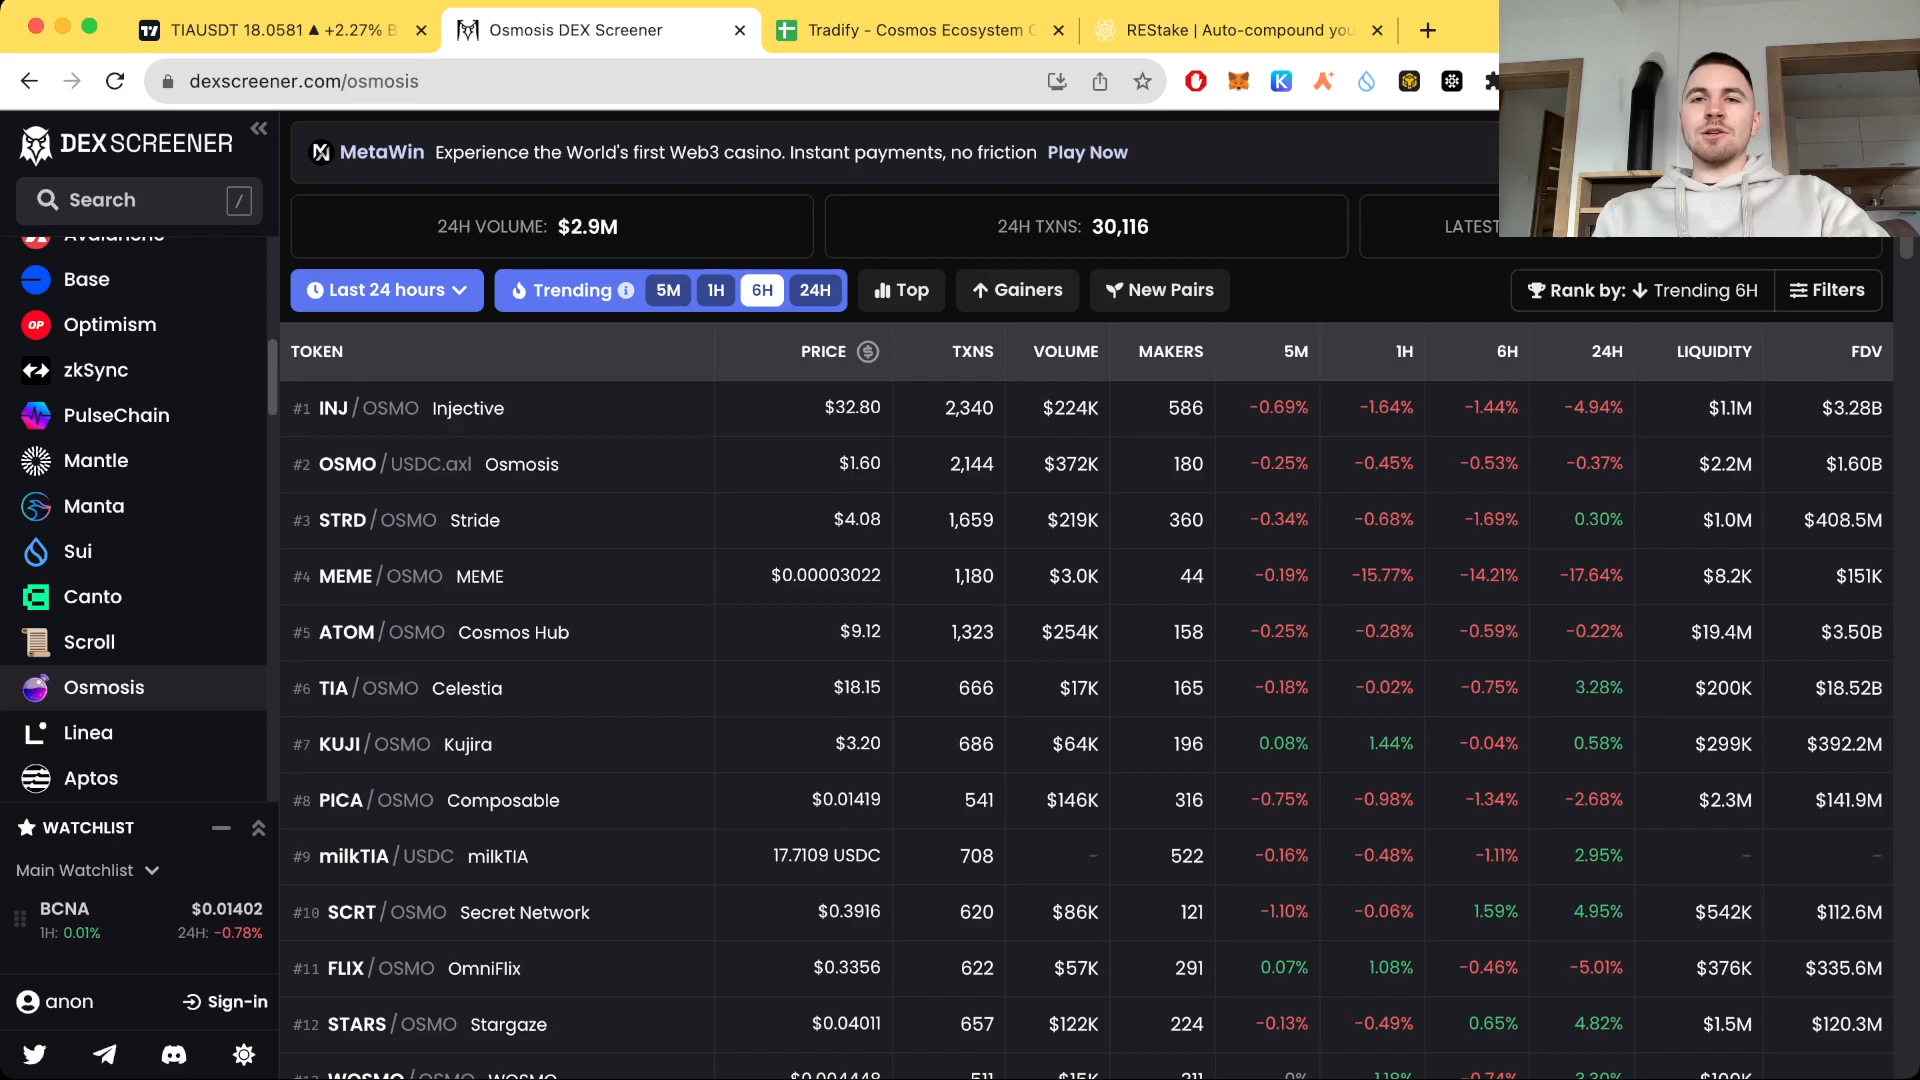 TIAUSDT 18.0581 ▲ +2.27%
Osmosis DEX Screener
Tradify - Cosmos Ecosystem
REStake | Auto-compound you
dexscreener.com/osmosis
DEX SCREENER
Search /
Avalanche
Base
Optimism
zkSync
PulseChain
Mantle
Manta
Sui
Canto
Scroll
Osmosis
Linea
Aptos
WATCHLIST
Main Watchlist
BCNA $0.01402
1H: 0.01% 24H: -0.78%
anon Sign-in
MetaWin Experience the World's first Web3 casino. Instant payments, no friction Play Now
24H VOLUME: $2.9M 24H TXNS: 30,116 LATEST
Last 24 hours Trending 5M 1H 6H 24H Top Gainers New Pairs Rank by: Trending 6H Filters
TOKEN PRICE TXNS VOLUME MAKERS 5M 1H 6H 24H LIQUIDITY FDV
#1 INJ / OSMO Injective $32.80 2,340 $224K 586 -0.69% -1.64% -1.44% -4.94% $1.1M $3.28B
#2 OSMO / USDC.axl Osmosis $1.60 2,144 $372K 180 -0.25% -0.45% -0.53% -0.37% $2.2M $1.60B
#3 STRD / OSMO Stride $4.08 1,659 $219K 360 -0.34% -0.68% -1.69% 0.30% $1.0M $408.5M
#4 MEME / OSMO MEME $0.00003022 1,180 $3.0K 44 -0.19% -15.77% -14.21% -17.64% $8.2K $151K
#5 ATOM / OSMO Cosmos Hub $9.12 1,323 $254K 158 -0.25% -0.28% -0.59% -0.22% $19.4M $3.50B
#6 TIA / OSMO Celestia $18.15 666 $17K 165 -0.18% -0.02% -0.75% 3.28% $200K $18.52B
#7 KUJI / OSMO Kujira $3.20 686 $64K 196 0.08% 1.44% -0.04% 0.58% $299K $392.2M
#8 PICA / OSMO Composable $0.01419 541 $146K 316 -0.75% -0.98% -1.34% -2.68% $2.3M $141.9M
#9 milkTIA / USDC milkTIA 17.7109 USDC 708 - 522 -0.16% -0.48% -1.11% 2.95% - -
#10 SCRT / OSMO Secret Network $0.3916 620 $86K 121 -1.10% -0.06% 1.59% 4.95% $542K $112.6M
#11 FLIX / OSMO OmniFlix $0.3356 622 $57K 291 0.07% 1.08% -0.46% -5.01% $376K $335.6M
#12 STARS / OSMO Stargaze $0.04011 657 $122K 224 -0.13% -0.49% 0.65% 4.82% $1.5M $120.3M